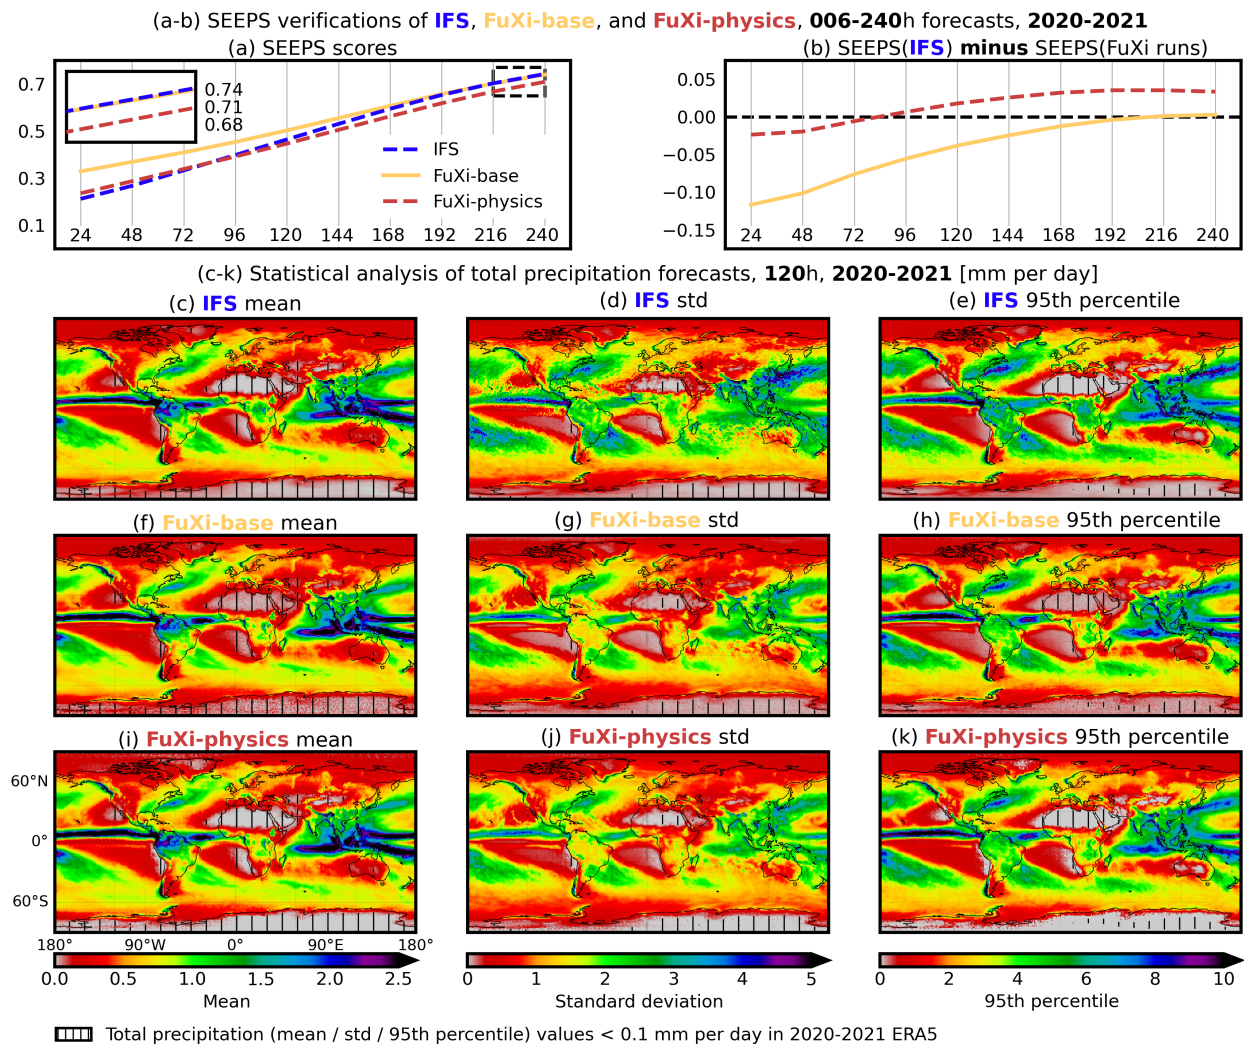 (a-b) SEEPS verifications of IFS, FuXi-base, and FuXi-physics, 006-240h forecasts, 2020-2021
(a) SEEPS scores
(b) SEEPS(IFS) minus SEEPS(FuXi runs)
0.7
0.5
0.3
0.1
0.74
0.71
0.68
IFS
FuXi-base
FuXi-physics
24 48 72 96 120 144 168 192 216 240
0.05
0.00
−0.05
−0.10
−0.15
24 48 72 96 120 144 168 192 216 240
(c-k) Statistical analysis of total precipitation forecasts, 120h, 2020-2021 [mm per day]
(c) IFS mean
(d) IFS std
(e) IFS 95th percentile
(f) FuXi-base mean
(g) FuXi-base std
(h) FuXi-base 95th percentile
(i) FuXi-physics mean
(j) FuXi-physics std
(k) FuXi-physics 95th percentile
60°N
0°
60°S
180° 90°W 0° 90°E 180°
0.0 0.5 1.0 1.5 2.0 2.5
Mean
0 1 2 3 4 5
Standard deviation
0 2 4 6 8 10
95th percentile
Total precipitation (mean / std / 95th percentile) values < 0.1 mm per day in 2020-2021 ERA5